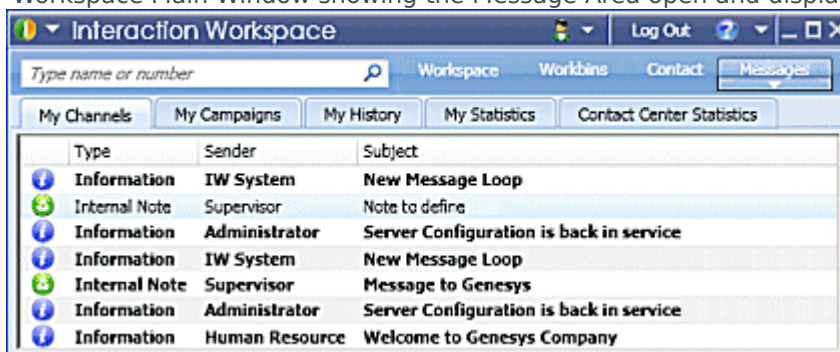 Workspace Main Window showing the Message Area open and displa
Interaction Workspace Log Out
Type name or number Workspace Workbins Contact Messages
My Channels My Campaigns My History My Statistics Contact Center Statistics
Type Sender Subject
Information IW System New Message Loop
Internal Note Supervisor Note to define
Information Administrator Server Configuration is back in service
Information IW System New Message Loop
Internal Note Supervisor Message to Genesys
Information Administrator Server Configuration is back in service
Information Human Resource Welcome to Genesys Company